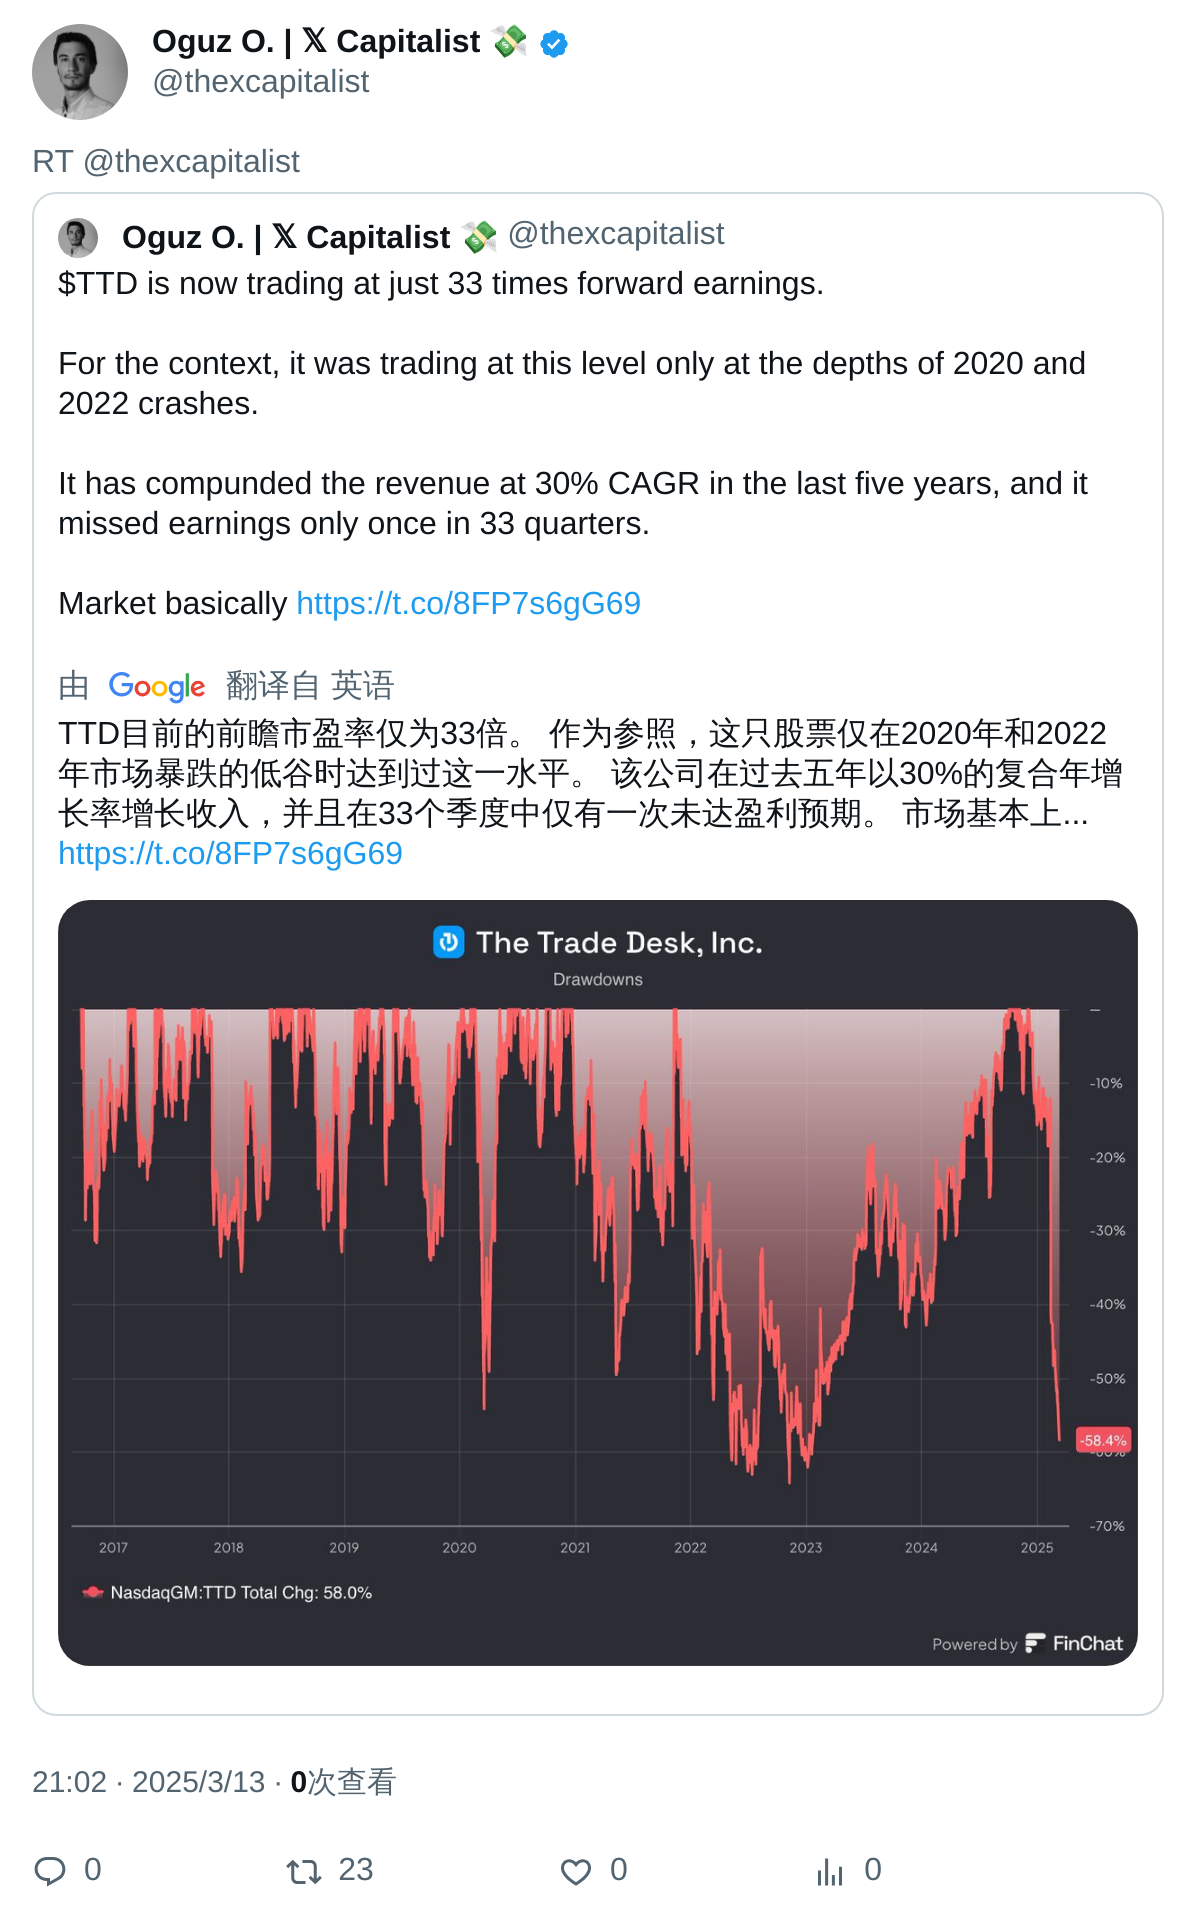 Oguz O. | 𝕏 Capitalist 💸
@thexcapitalist
RT @thexcapitalist
Oguz O. | 𝕏 Capitalist 💸 @thexcapitalist
$TTD is now trading at just 33 times forward earnings.
For the context, it was trading at this level only at the depths of 2020 and
2022 crashes.
It has compunded the revenue at 30% CAGR in the last five years, and it
missed earnings only once in 33 quarters.
Market basically https://t.co/8FP7s6gG69
由 Google 翻译自 英语
TTD目前的前瞻市盈率仅为33倍。 作为参照，这只股票仅在2020年和2022
年市场暴跌的低谷时达到过这一水平。 该公司在过去五年以30%的复合年增
长率增长收入，并且在33个季度中仅有一次未达盈利预期。 市场基本上...
https://t.co/8FP7s6gG69
The Trade Desk, Inc.
Drawdowns
-10%
-20%
-30%
-40%
-50%
-58.4%
-60%
-70%
2017 2018 2019 2020 2021 2022 2023 2024 2025
NasdaqGM:TTD Total Chg: 58.0%
Powered by FinChat
21:02 · 2025/3/13 · 0次查看
0 23 0 0